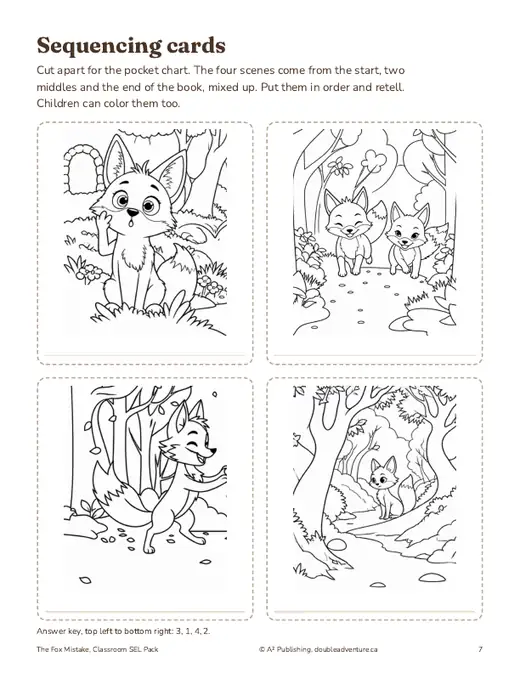 Sequencing cards
Cut apart for the pocket chart. The four scenes come from the start, two
middles and the end of the book, mixed up. Put them in order and retell.
Children can color them too.
Answer key, top left to bottom right: 3, 1, 4, 2.
The Fox Mistake, Classroom SEL Pack
© A² Publishing, doubleadventure.ca
7